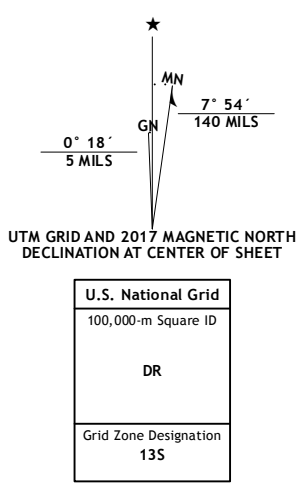 ★
MN
GN
7° 54´
140 MILS
0° 18´
5 MILS
UTM GRID AND 2017 MAGNETIC NORTH
DECLINATION AT CENTER OF SHEET
U.S. National Grid
100,000-m Square ID
DR
Grid Zone Designation
13S